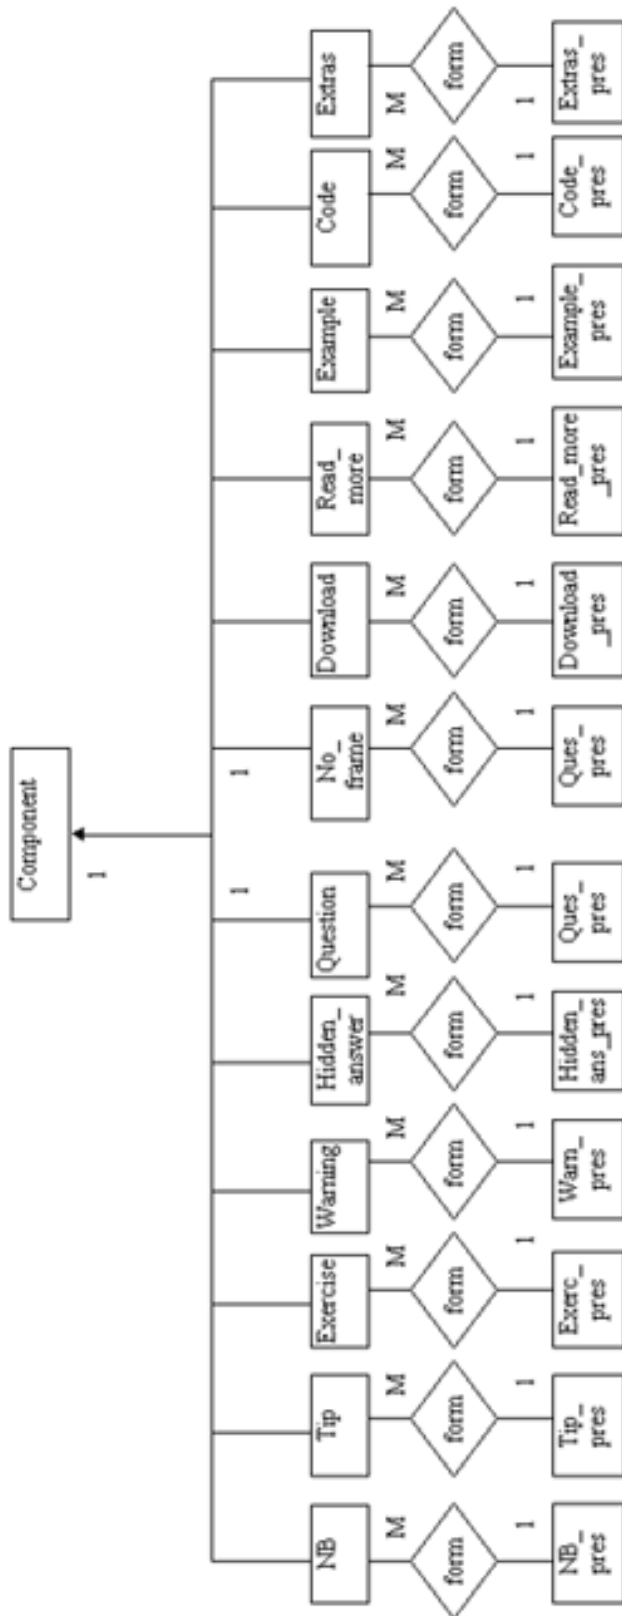 Component
1
1
1
NB
Tip
Exercise
Warning
Hidden_
answer
Question
No_
frame
Download
Read_
more
Example
Code
Extras
M
M
M
M
M
M
M
M
M
M
M
M
form
form
form
form
form
form
form
form
form
form
form
form
1
1
1
1
1
1
1
1
1
1
1
1
NB_
pres
Tip_
pres
Exerc_
pres
Warn_
pres
Hidden_
ans_pres
Ques_
pres
Ques_
pres
Download
_pres
Read_more
_pres
Example_
pres
Code_
pres
Extras_
pres